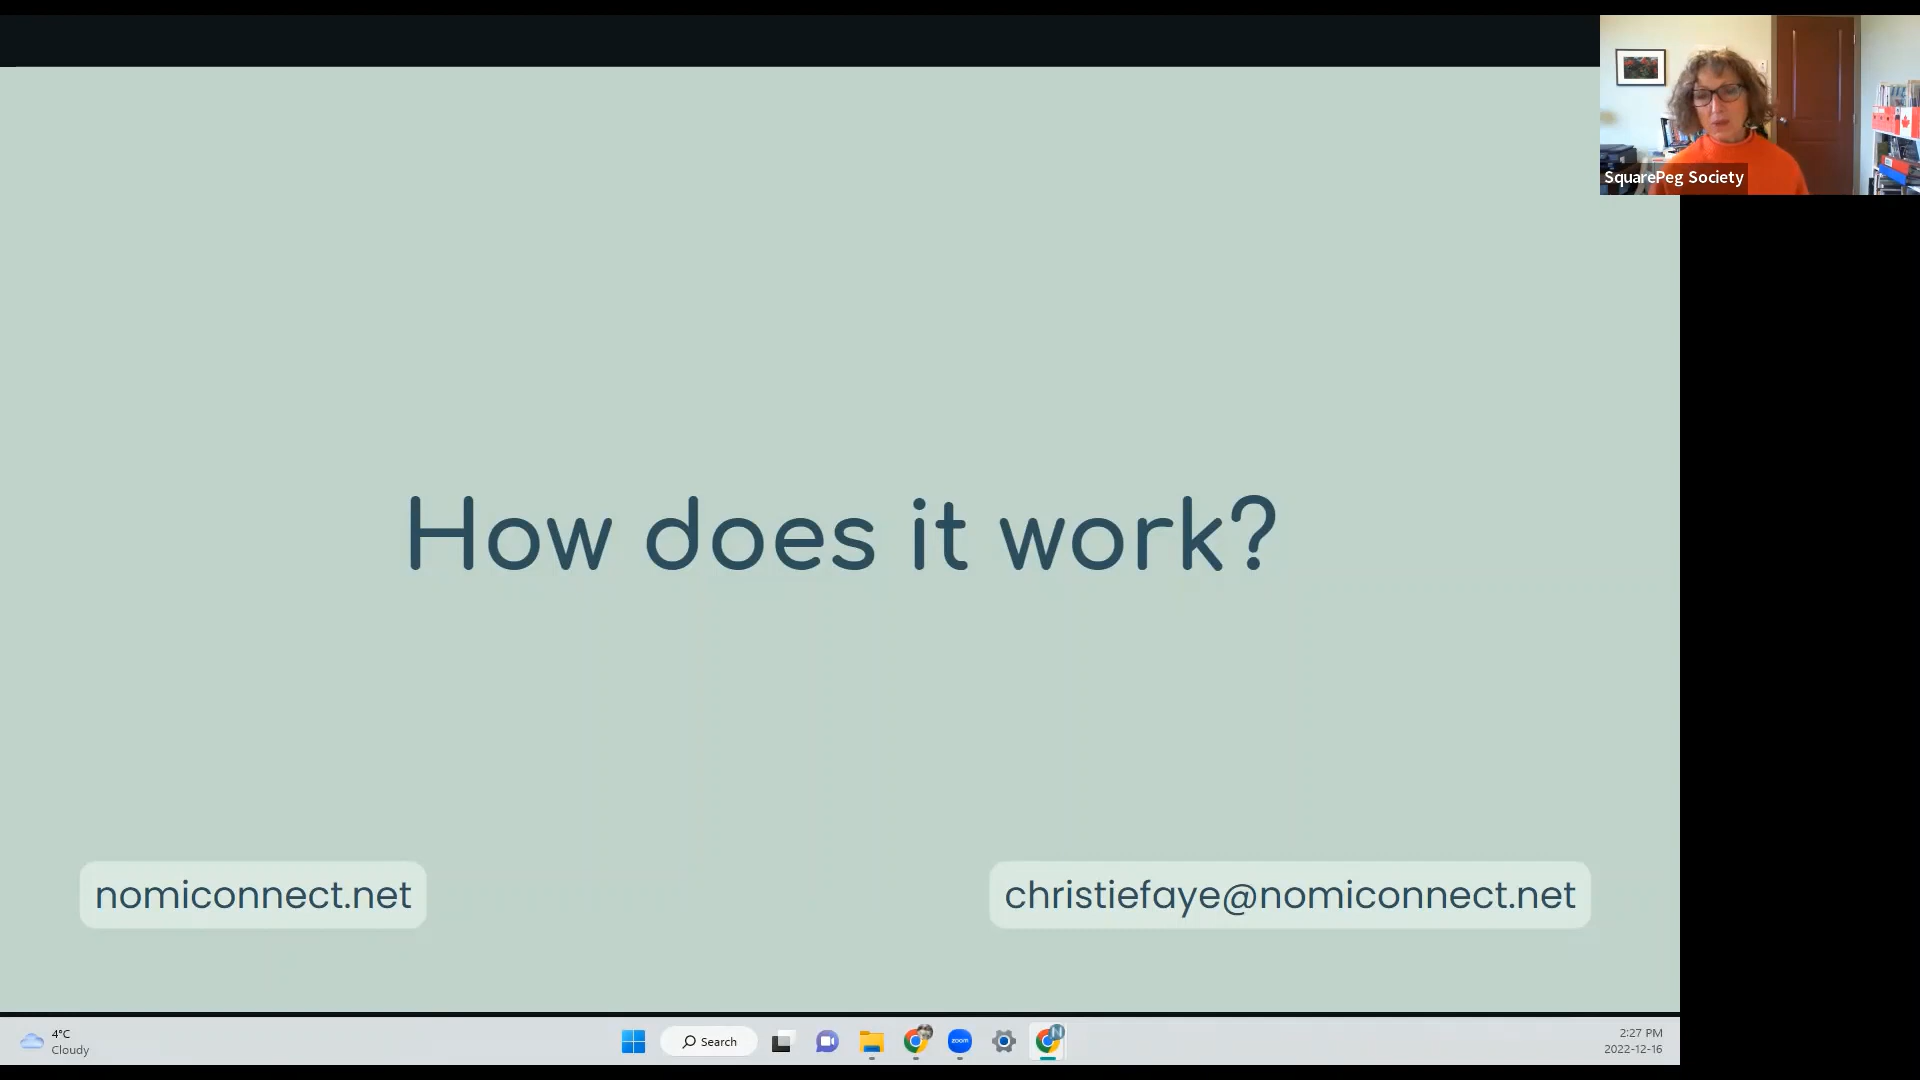 SquarePeg Society
How does it work?
nomiconnect.net
christiefaye@nomiconnect.net
4°C
Cloudy
Search
zoom
N
2:27 PM
2022-12-16